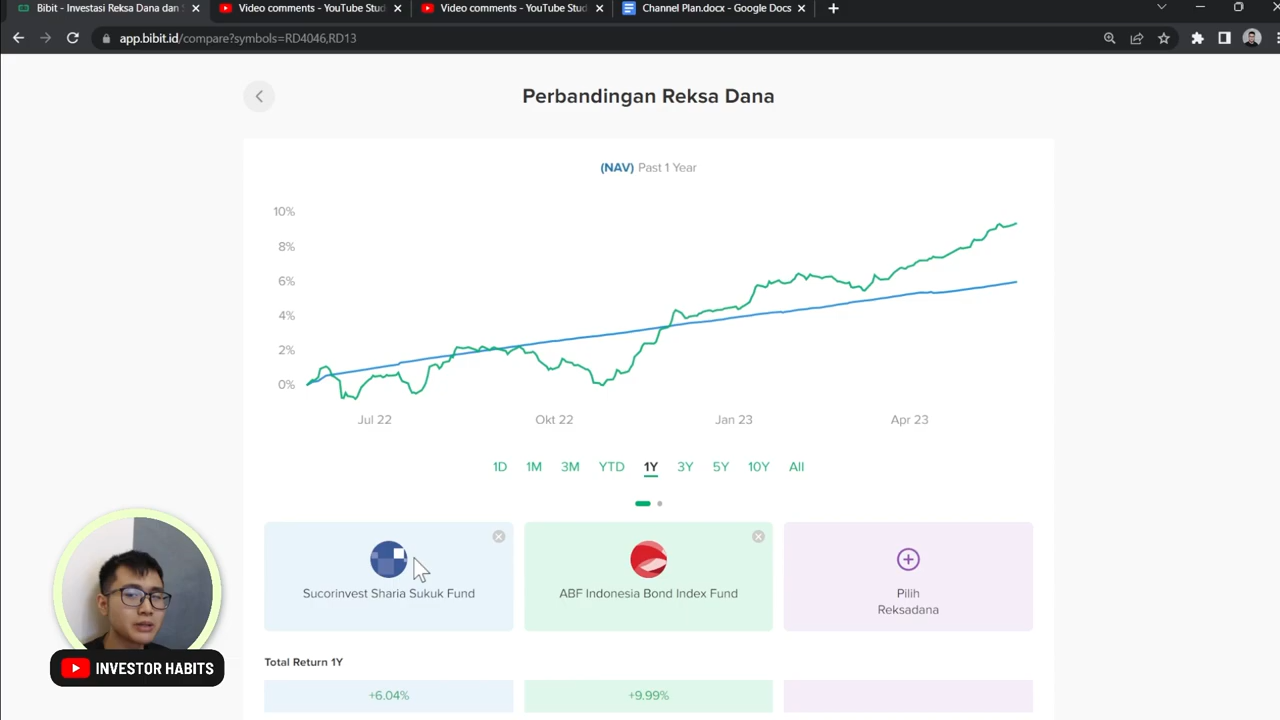 Bibit - Investasi Reksa Dana dan S
Video comments - YouTube Stud
Video comments - YouTube Stud
Channel Plan.docx - Google Docs
app.bibit.id/compare?symbols=RD4046,RD13
Perbandingan Reksa Dana
(NAV) Past 1 Year
10%
8%
6%
4%
2%
0%
Jul 22
Okt 22
Jan 23
Apr 23
1D 1M 3M YTD 1Y 3Y 5Y 10Y All
Sucorinvest Sharia Sukuk Fund
ABF Indonesia Bond Index Fund
Pilih
Reksadana
INVESTOR HABITS
Total Return 1Y
+6.04%
+9.99%